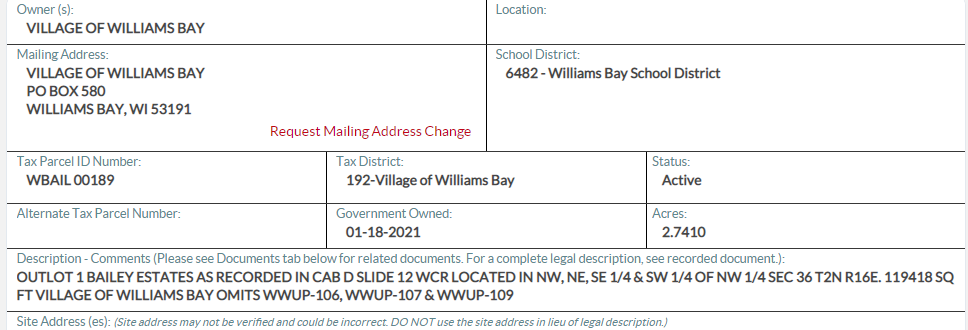 Owner (s):
VILLAGE OF WILLIAMS BAY
Location:
Mailing Address:
VILLAGE OF WILLIAMS BAY
PO BOX 580
WILLIAMS BAY, WI 53191
Request Mailing Address Change
School District:
6482 - Williams Bay School District
Tax Parcel ID Number:
WBAIL 00189
Tax District:
192-Village of Williams Bay
Status:
Active
Alternate Tax Parcel Number:
Government Owned:
01-18-2021
Acres:
2.7410
Description - Comments (Please see Documents tab below for related documents. For a complete legal description, see recorded document.):
OUTLOT 1 BAILEY ESTATES AS RECORDED IN CAB D SLIDE 12 WCR LOCATED IN NW, NE, SE 1/4 & SW 1/4 OF NW 1/4 SEC 36 T2N R16E. 119418 SQ
FT VILLAGE OF WILLIAMS BAY OMITS WWUP-106, WWUP-107 & WWUP-109
Site Address (es): (Site address may not be verified and could be incorrect. DO NOT use the site address in lieu of legal description.)